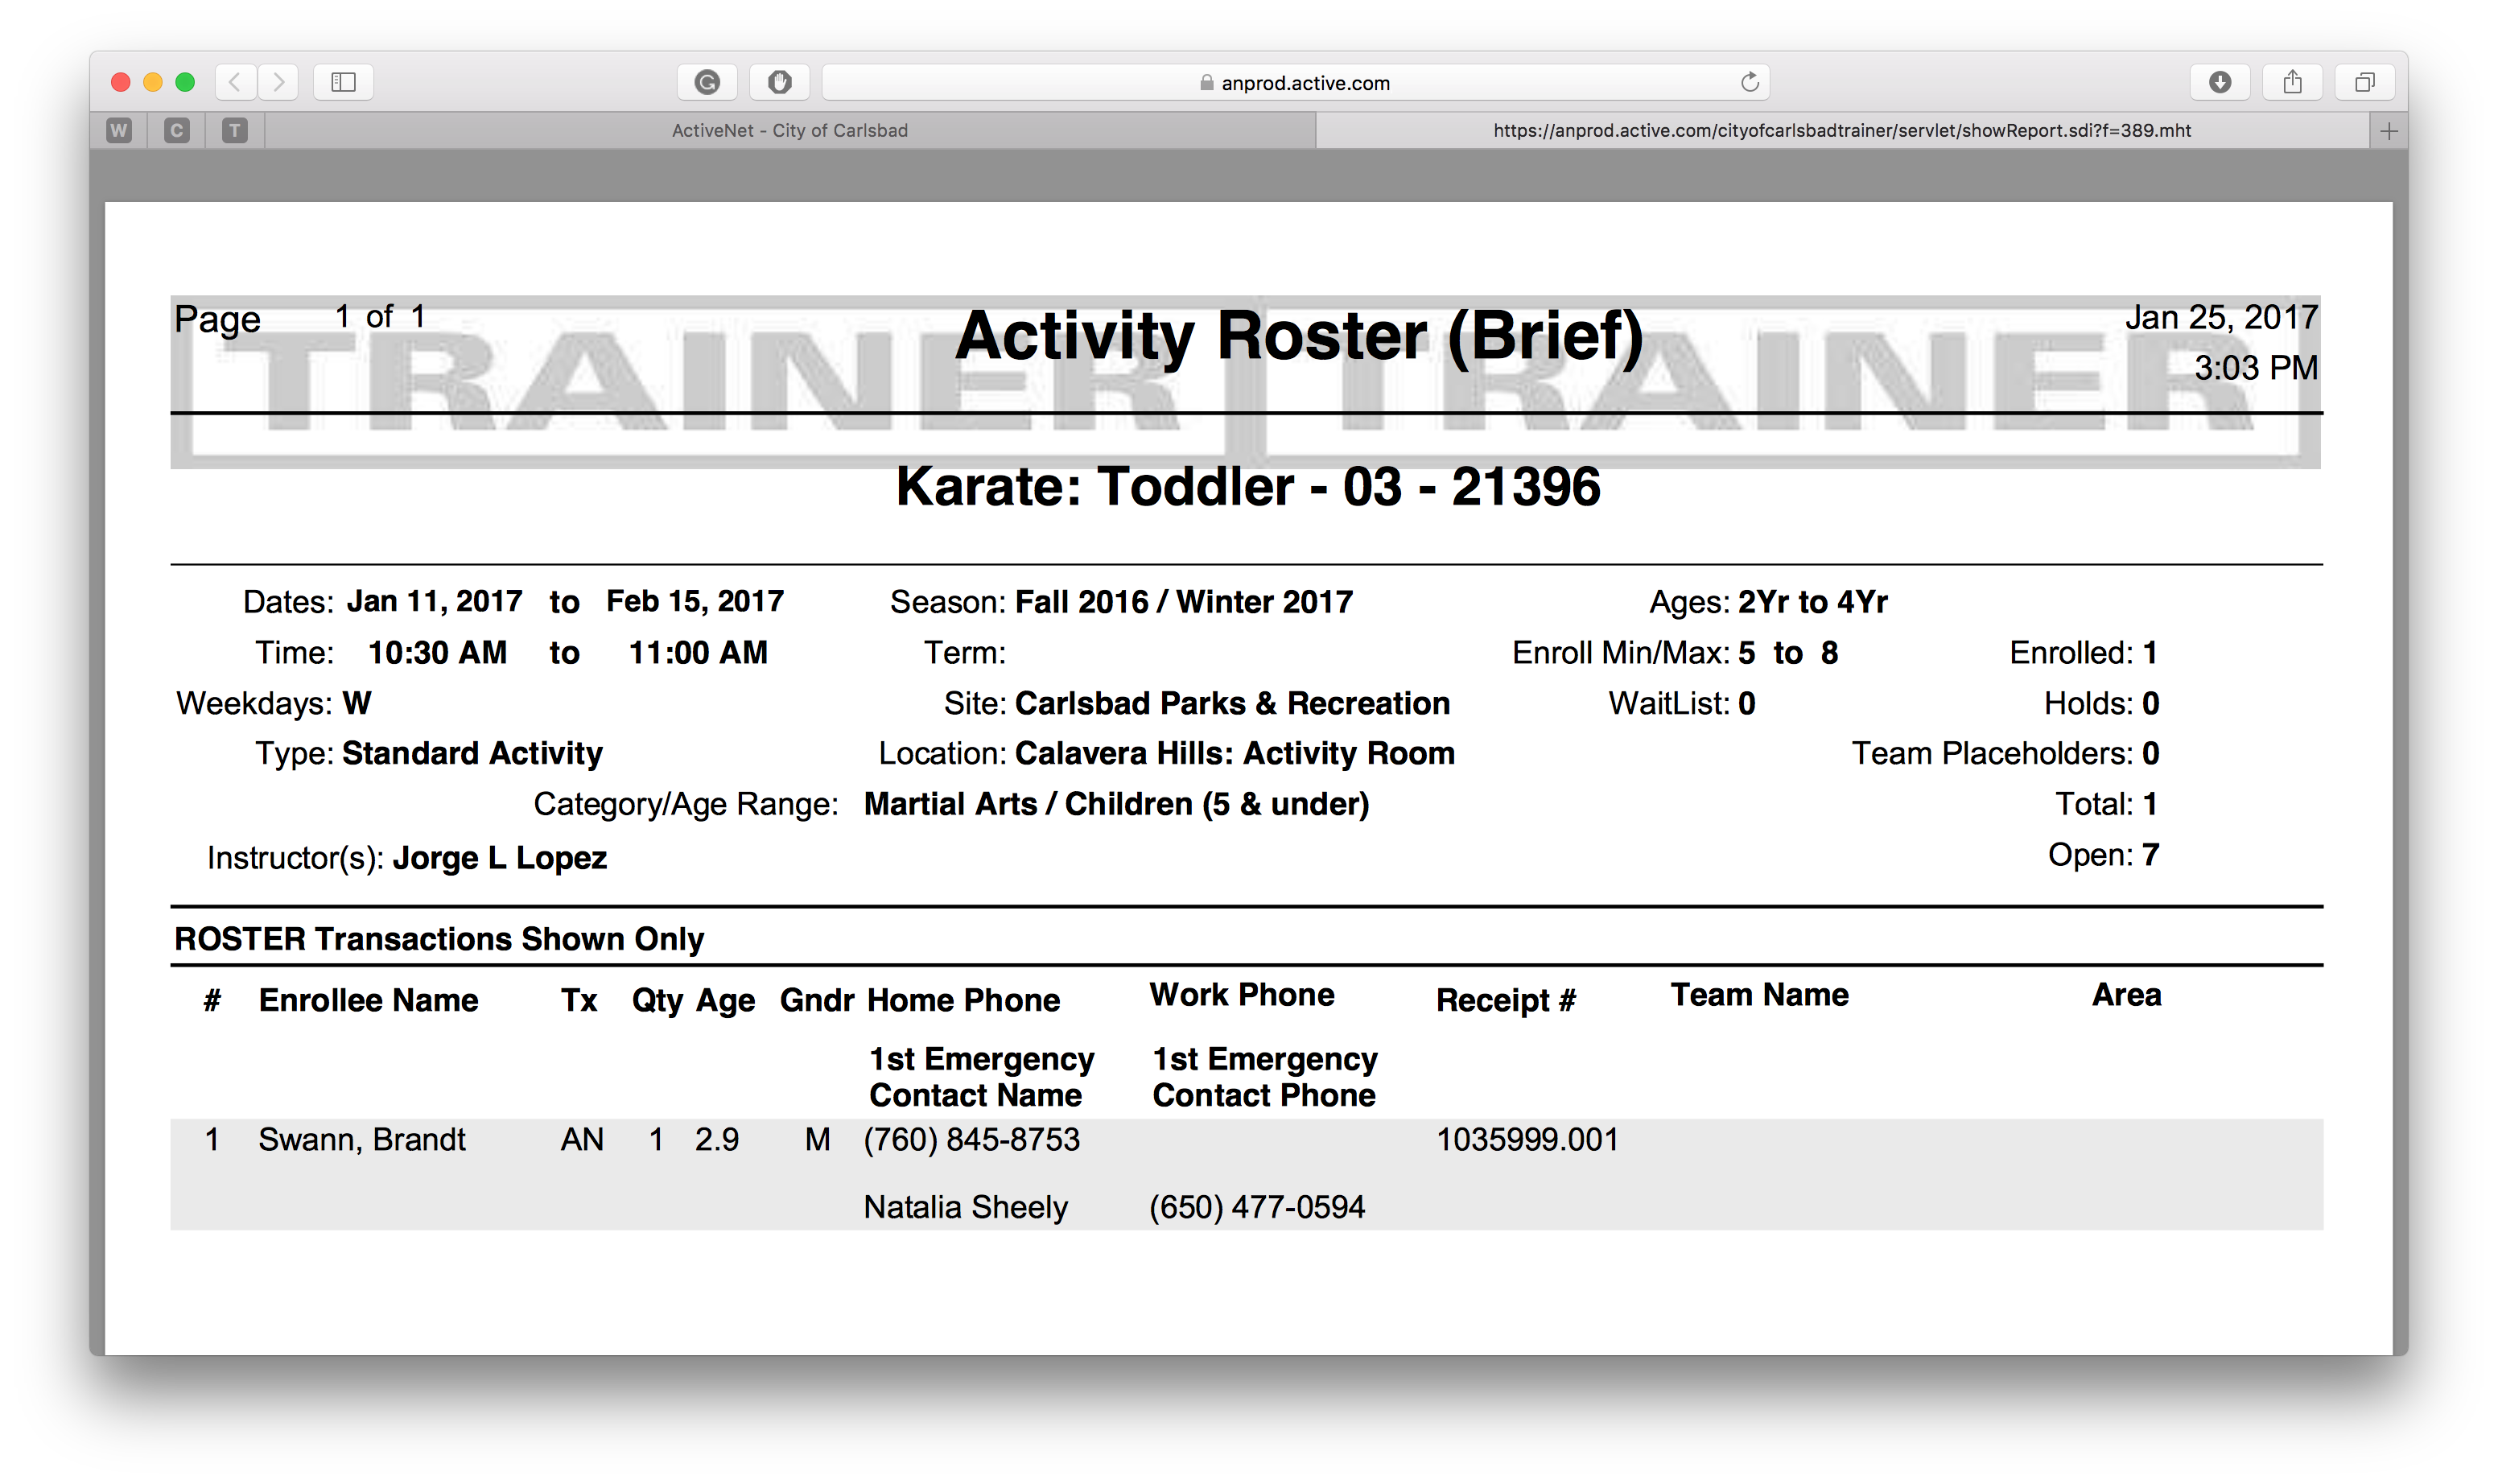 anprod.active.com
W C T ActiveNet - City of Carlsbad https://anprod.active.com/cityofcarlsbadtrainer/servlet/showReport.sdi?f=389.mht
TRAINER TRAINER
Page 1 of 1 Activity Roster (Brief) Jan 25, 2017
3:03 PM
Karate: Toddler - 03 - 21396
Dates: Jan 11, 2017 to Feb 15, 2017 Season: Fall 2016 / Winter 2017 Ages: 2Yr to 4Yr
Time: 10:30 AM to 11:00 AM Term: Enroll Min/Max: 5 to 8 Enrolled: 1
Weekdays: W Site: Carlsbad Parks & Recreation WaitList: 0 Holds: 0
Type: Standard Activity Location: Calavera Hills: Activity Room Team Placeholders: 0
Category/Age Range: Martial Arts / Children (5 & under) Total: 1
Instructor(s): Jorge L Lopez Open: 7
ROSTER Transactions Shown Only
# Enrollee Name Tx Qty Age Gndr Home Phone Work Phone Receipt # Team Name Area
1st Emergency 1st Emergency
Contact Name Contact Phone
1 Swann, Brandt AN 1 2.9 M (760) 845-8753 1035999.001
Natalia Sheely (650) 477-0594